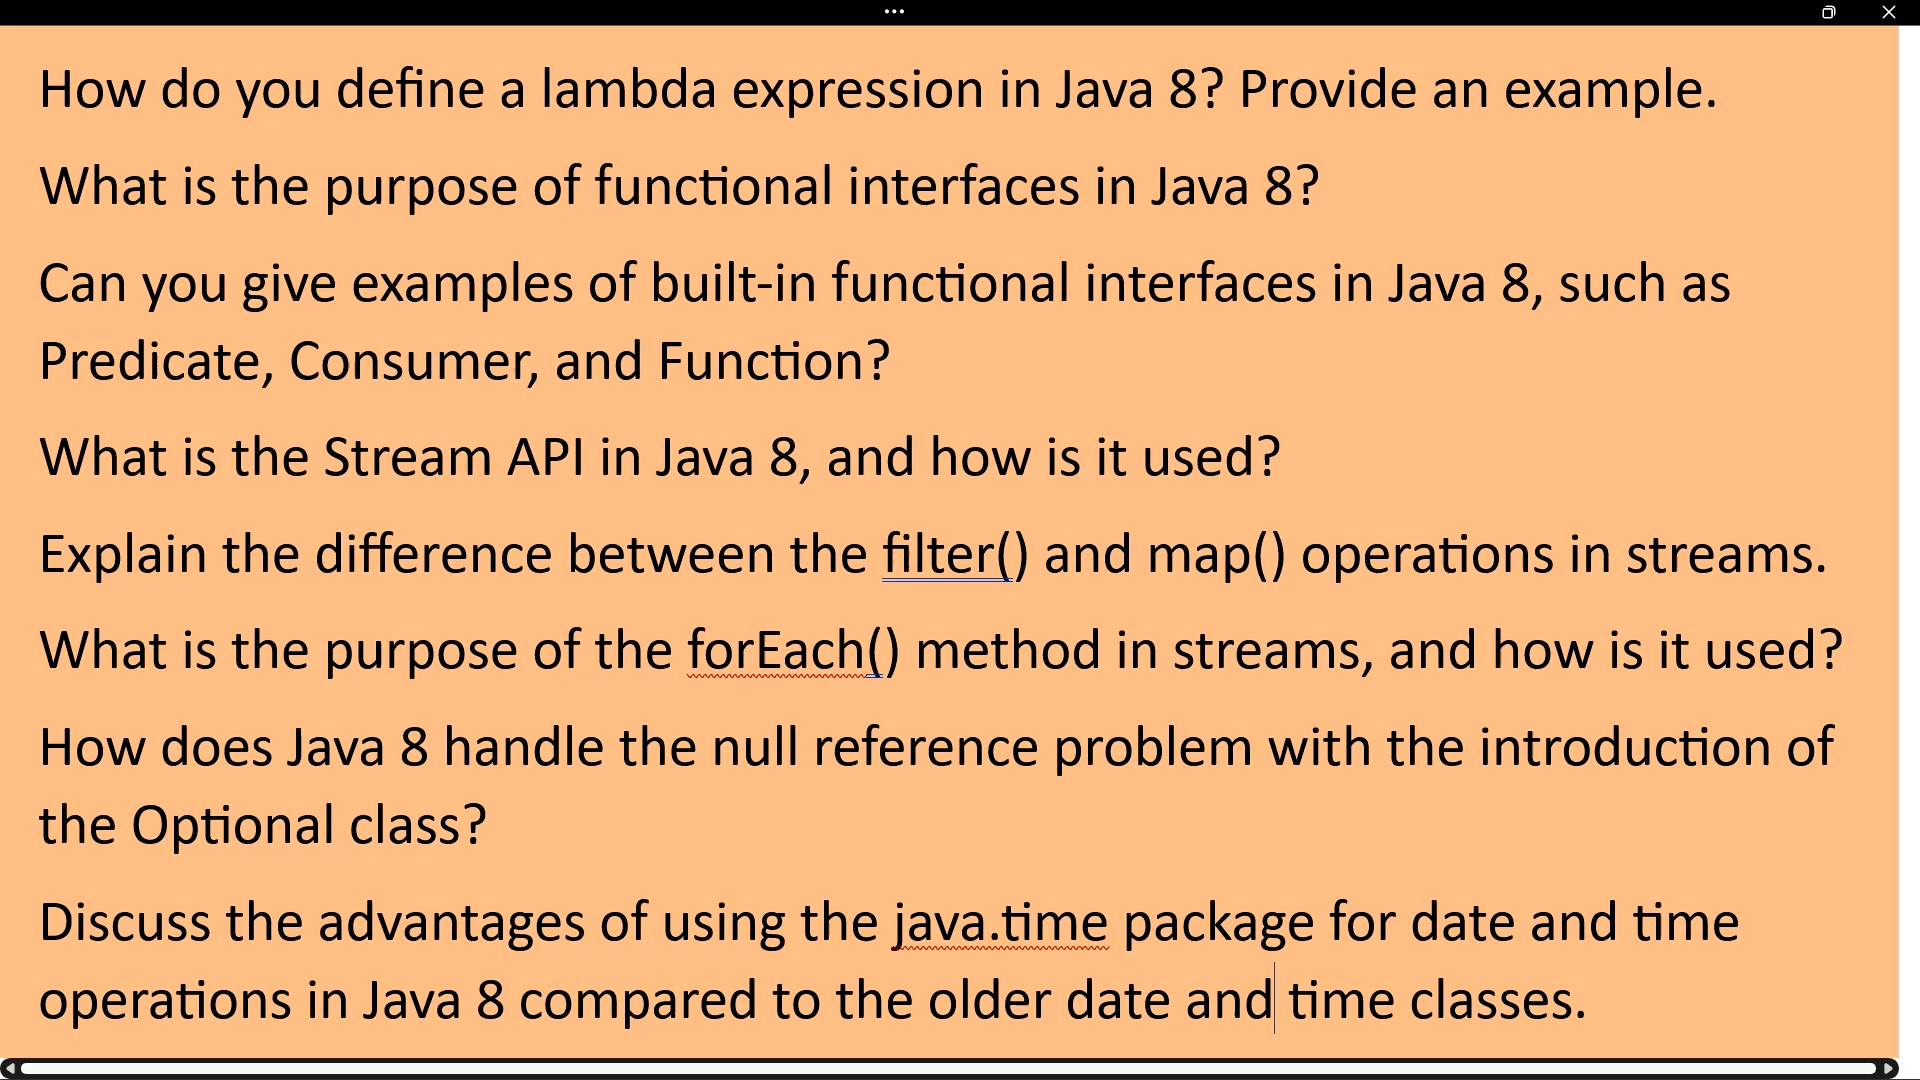 How do you define a lambda expression in Java 8? Provide an example.
What is the purpose of functional interfaces in Java 8?
Can you give examples of built-in functional interfaces in Java 8, such as
Predicate, Consumer, and Function?
What is the Stream API in Java 8, and how is it used?
Explain the difference between the filter() and map() operations in streams.
What is the purpose of the forEach() method in streams, and how is it used?
How does Java 8 handle the null reference problem with the introduction of
the Optional class?
Discuss the advantages of using the java.time package for date and time
operations in Java 8 compared to the older date and time classes.